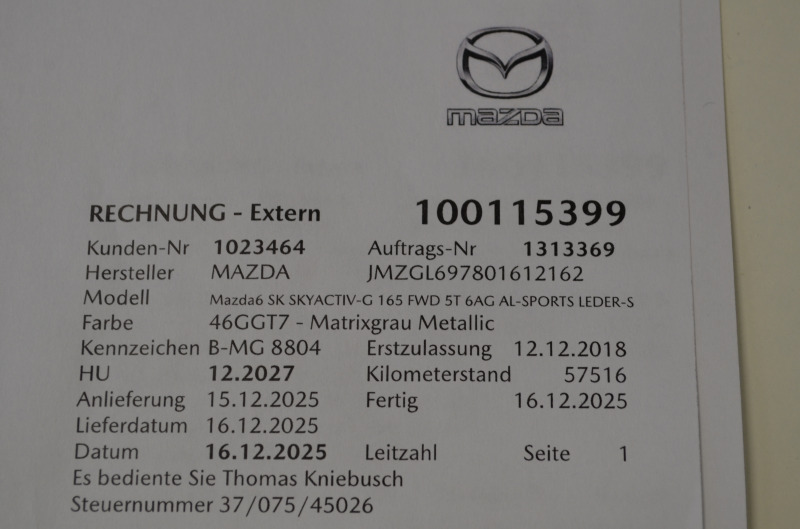 mazda
RECHNUNG - Extern 100115399
Kunden-Nr 1023464 Auftrags-Nr 1313369
Hersteller MAZDA JMZGL697801612162
Modell Mazda6 SK SKYACTIV-G 165 FWD 5T 6AG AL-SPORTS LEDER-S
Farbe 46GGT7 - Matrixgrau Metallic
Kennzeichen B-MG 8804 Erstzulassung 12.12.2018
HU 12.2027 Kilometerstand 57516
Anlieferung 15.12.2025 Fertig 16.12.2025
Lieferdatum 16.12.2025
Datum 16.12.2025 Leitzahl Seite 1
Es bediente Sie Thomas Kniebusch
Steuernummer 37/075/45026